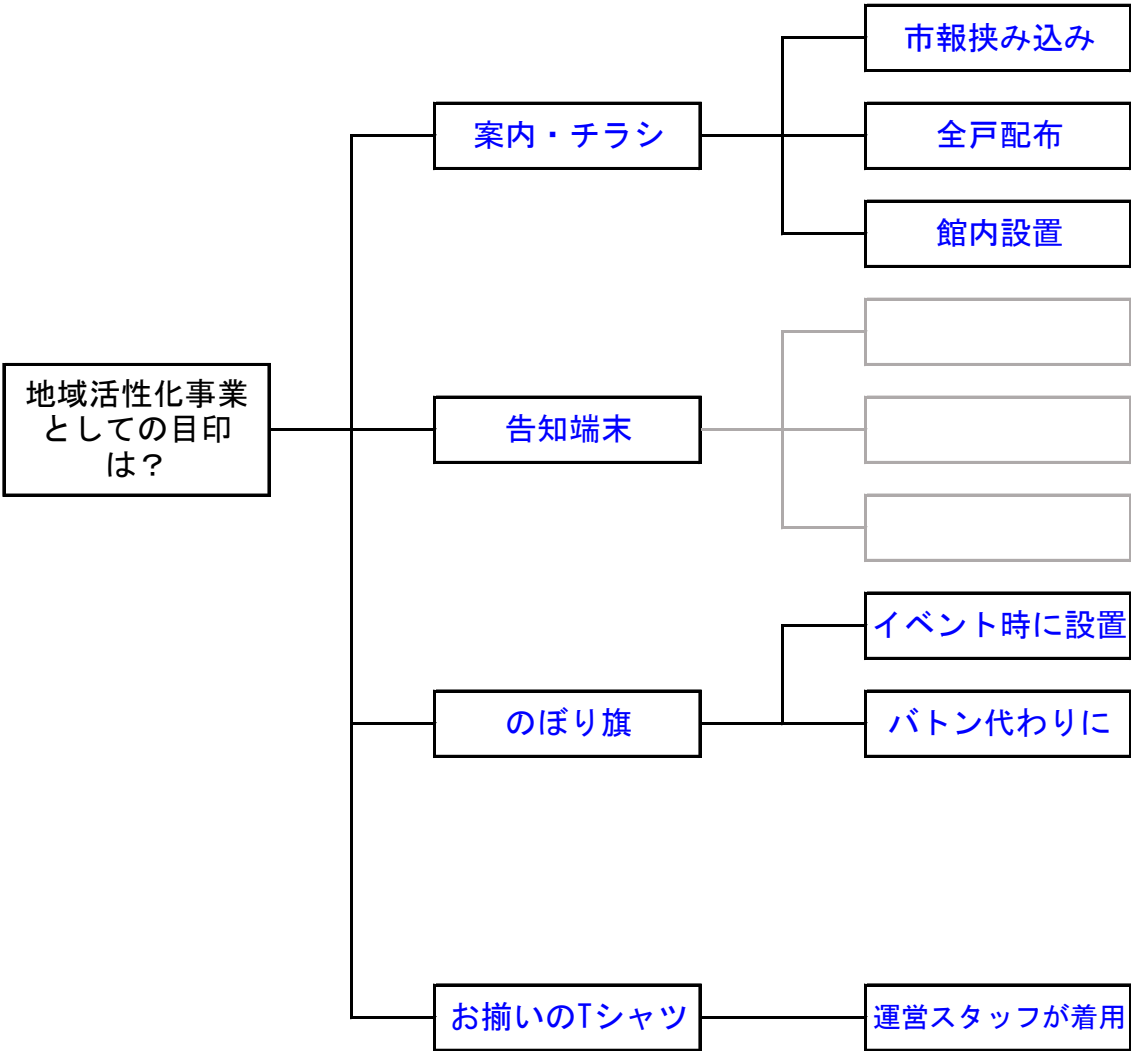 地域活性化事業
としての目印
は？
案内・チラシ
市報挟み込み
全戸配布
館内設置
告知端末
のぼり旗
イベント時に設置
バトン代わりに
お揃いのTシャツ
運営スタッフが着用